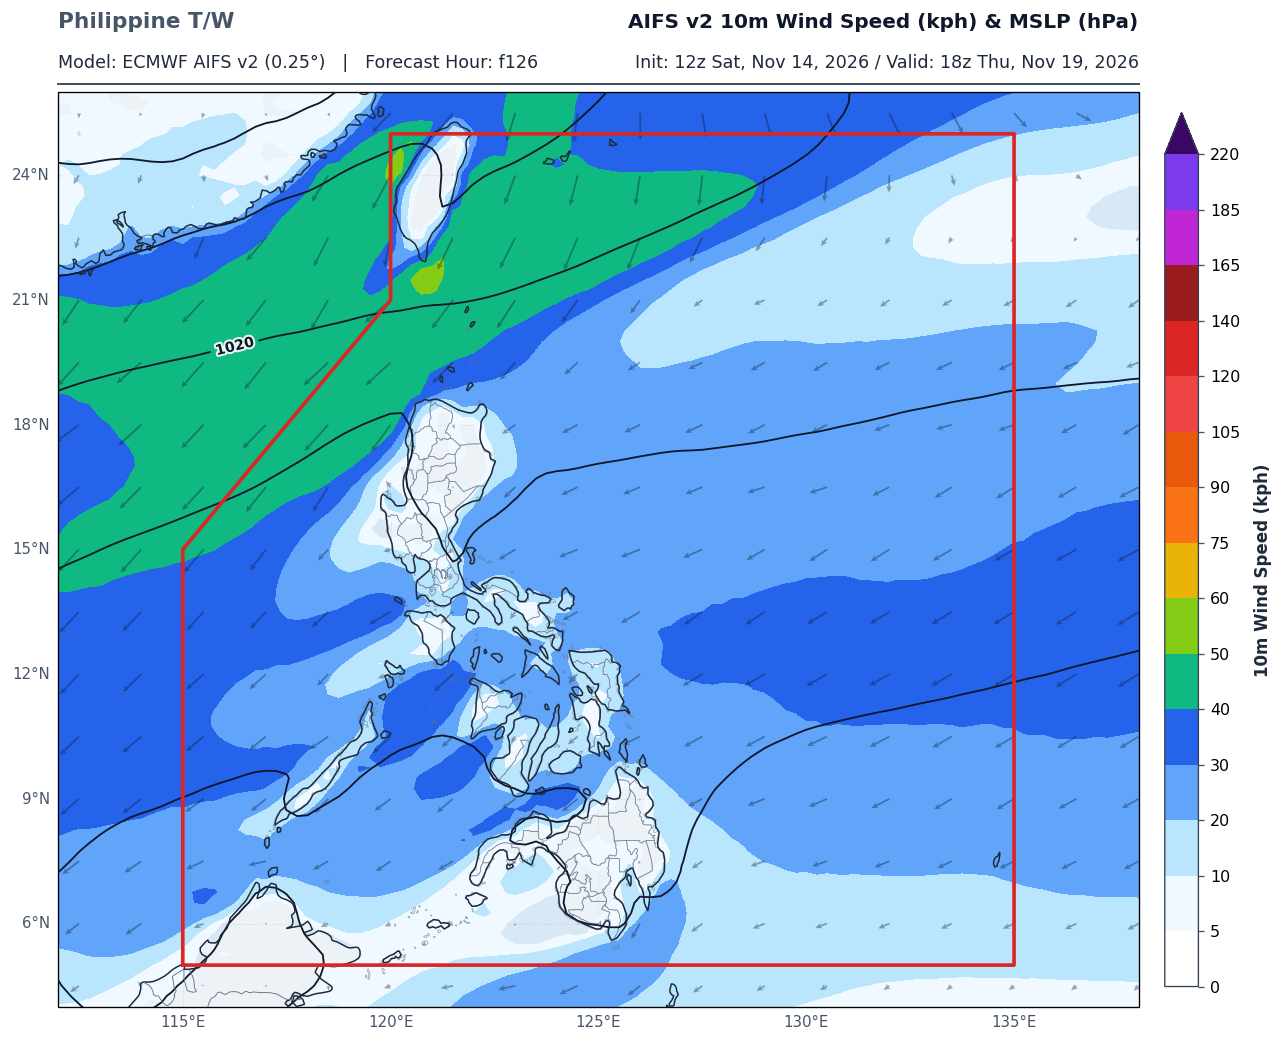 Philippine T/W
AIFS v2 10m Wind Speed (kph) & MSLP (hPa)
Model: ECMWF AIFS v2 (0.25°) | Forecast Hour: f126
Init: 12z Sat, Nov 14, 2026 / Valid: 18z Thu, Nov 19, 2026
24°N
21°N
18°N
15°N
12°N
9°N
6°N
1020
115°E
120°E
125°E
130°E
135°E
220
185
165
140
120
105
90
75
60
50
40
30
20
10
5
0
10m Wind Speed (kph)